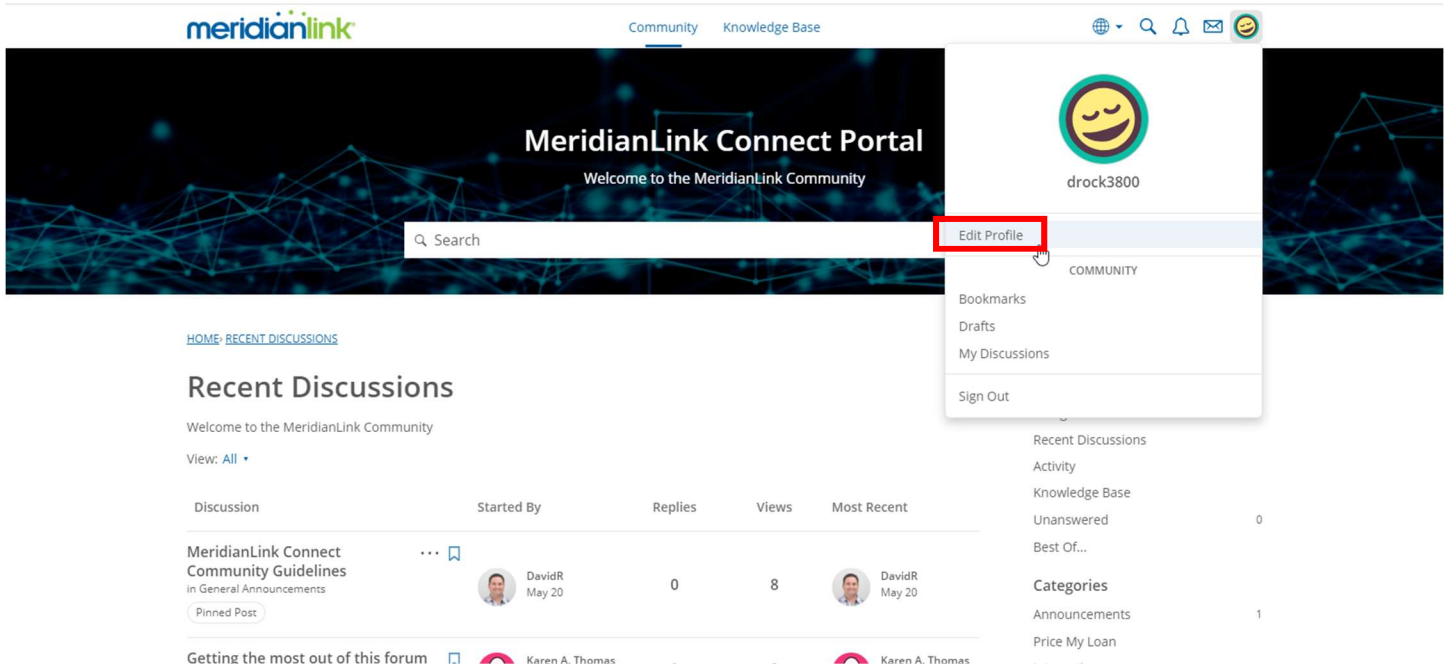 meridianlink
Community Knowledge Base
MeridianLink Connect Portal
Welcome to the MeridianLink Community
Search
drock3800
Edit Profile
COMMUNITY
Bookmarks
Drafts
My Discussions
Sign Out
HOME› RECENT DISCUSSIONS
Recent Discussions
Welcome to the MeridianLink Community
View: All
Discussion Started By Replies Views Most Recent
MeridianLink Connect
Community Guidelines
in General Announcements
Pinned Post
DavidR
May 20
0
8
DavidR
May 20
Getting the most out of this forum
Karen A. Thomas
Karen A. Thomas
Recent Discussions
Activity
Knowledge Base
Unanswered 0
Best Of...
Categories
Announcements 1
Price My Loan